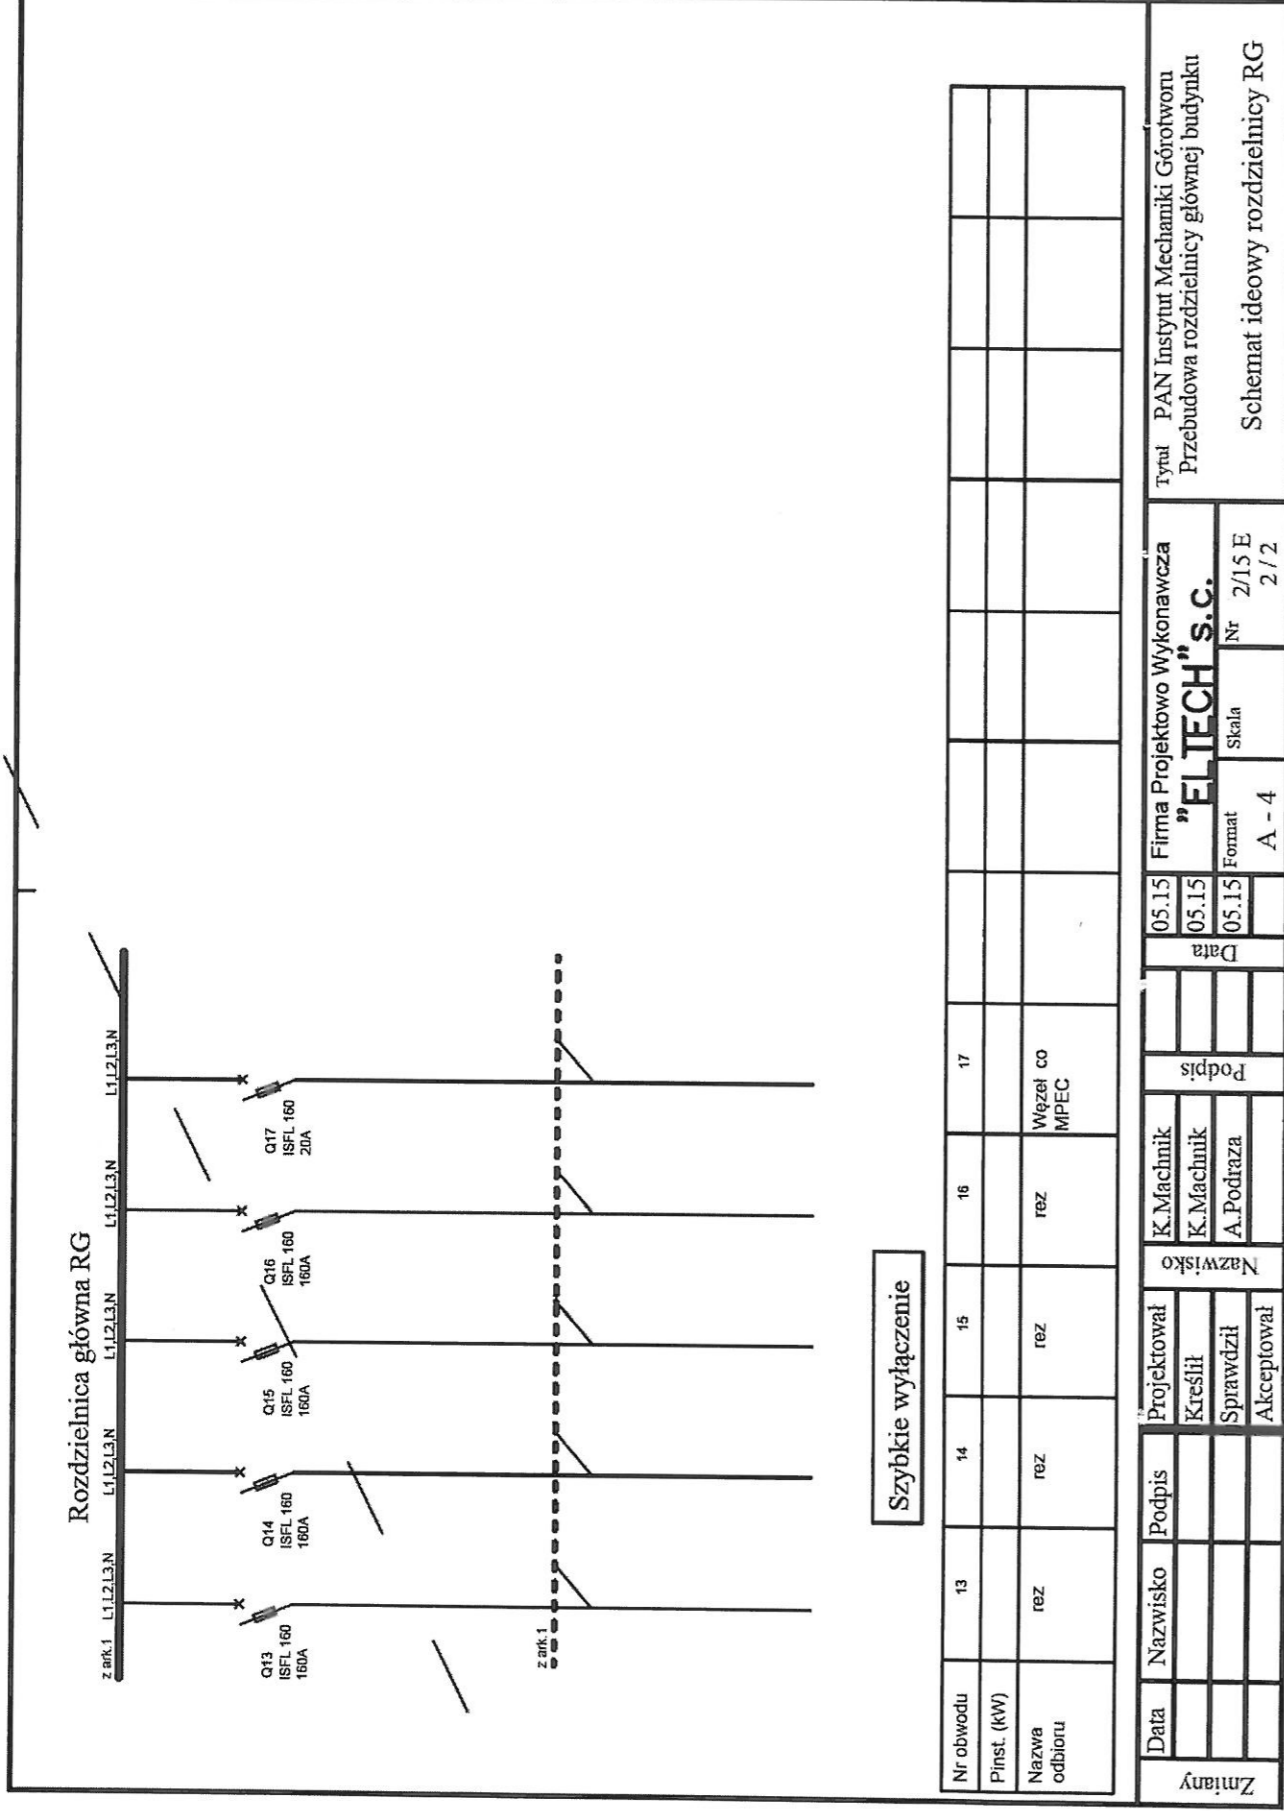 Rozdzielnica główna RG
z ark.1
L1,L2,L3,N
L1,L2,L3,N
L1,L2,L3,N
L1,L2,L3,N
L1,L2,L3,N
Q13
ISFL 160
160A
Q14
ISFL 160
160A
Q15
ISFL 160
160A
Q16
ISFL 160
160A
Q17
ISFL 160
20A
z ark.1
Szybkie wyłączenie
Nr obwodu 13 14 15 16 17
Pinst. (kW)
Nazwa odbioru rez rez rez rez Węzeł co MPEC
Zmiany
Data Nazwisko Podpis
Projektował
Kreślił
Sprawdził
Akceptował
Nazwisko
K.Machnik
K.Machnik
A.Podraza
Podpis
Data
05.15
05.15
05.15
Firma Projektowo Wykonawcza
"ELTECH" s.c.
Format
A - 4
Skala
Nr
2/15 E
2 / 2
Tytuł PAN Instytut Mechaniki Górotworu
Przebudowa rozdzielnicy głównej budynku
Schemat ideowy rozdzielnicy RG